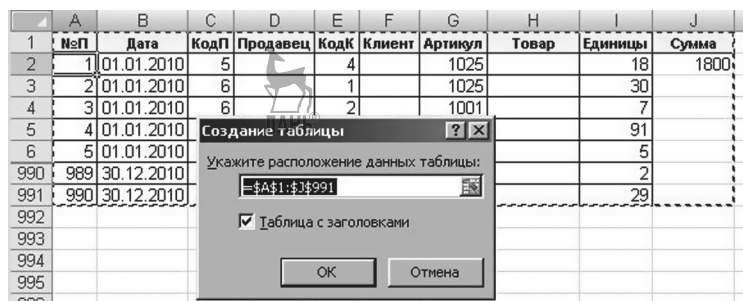 A B C D E F G H I J
1 №П Дата КодП Продавец КодК Клиент Артикул Товар Единицы Сумма
2 1 01.01.2010 5 4 1025 18 1800
3 2 01.01.2010 6 1 1025 30
4 3 01.01.2010 6 2 1001 7
ЛАНЬ
5 4 01.01.2010 91
6 5 01.01.2010 5
990 989 30.12.2010 2
991 990 30.12.2010 29
992
993
994
995
Создание таблицы
Укажите расположение данных таблицы:
=$A$1:$J$991
Таблица с заголовками
ОК Отмена